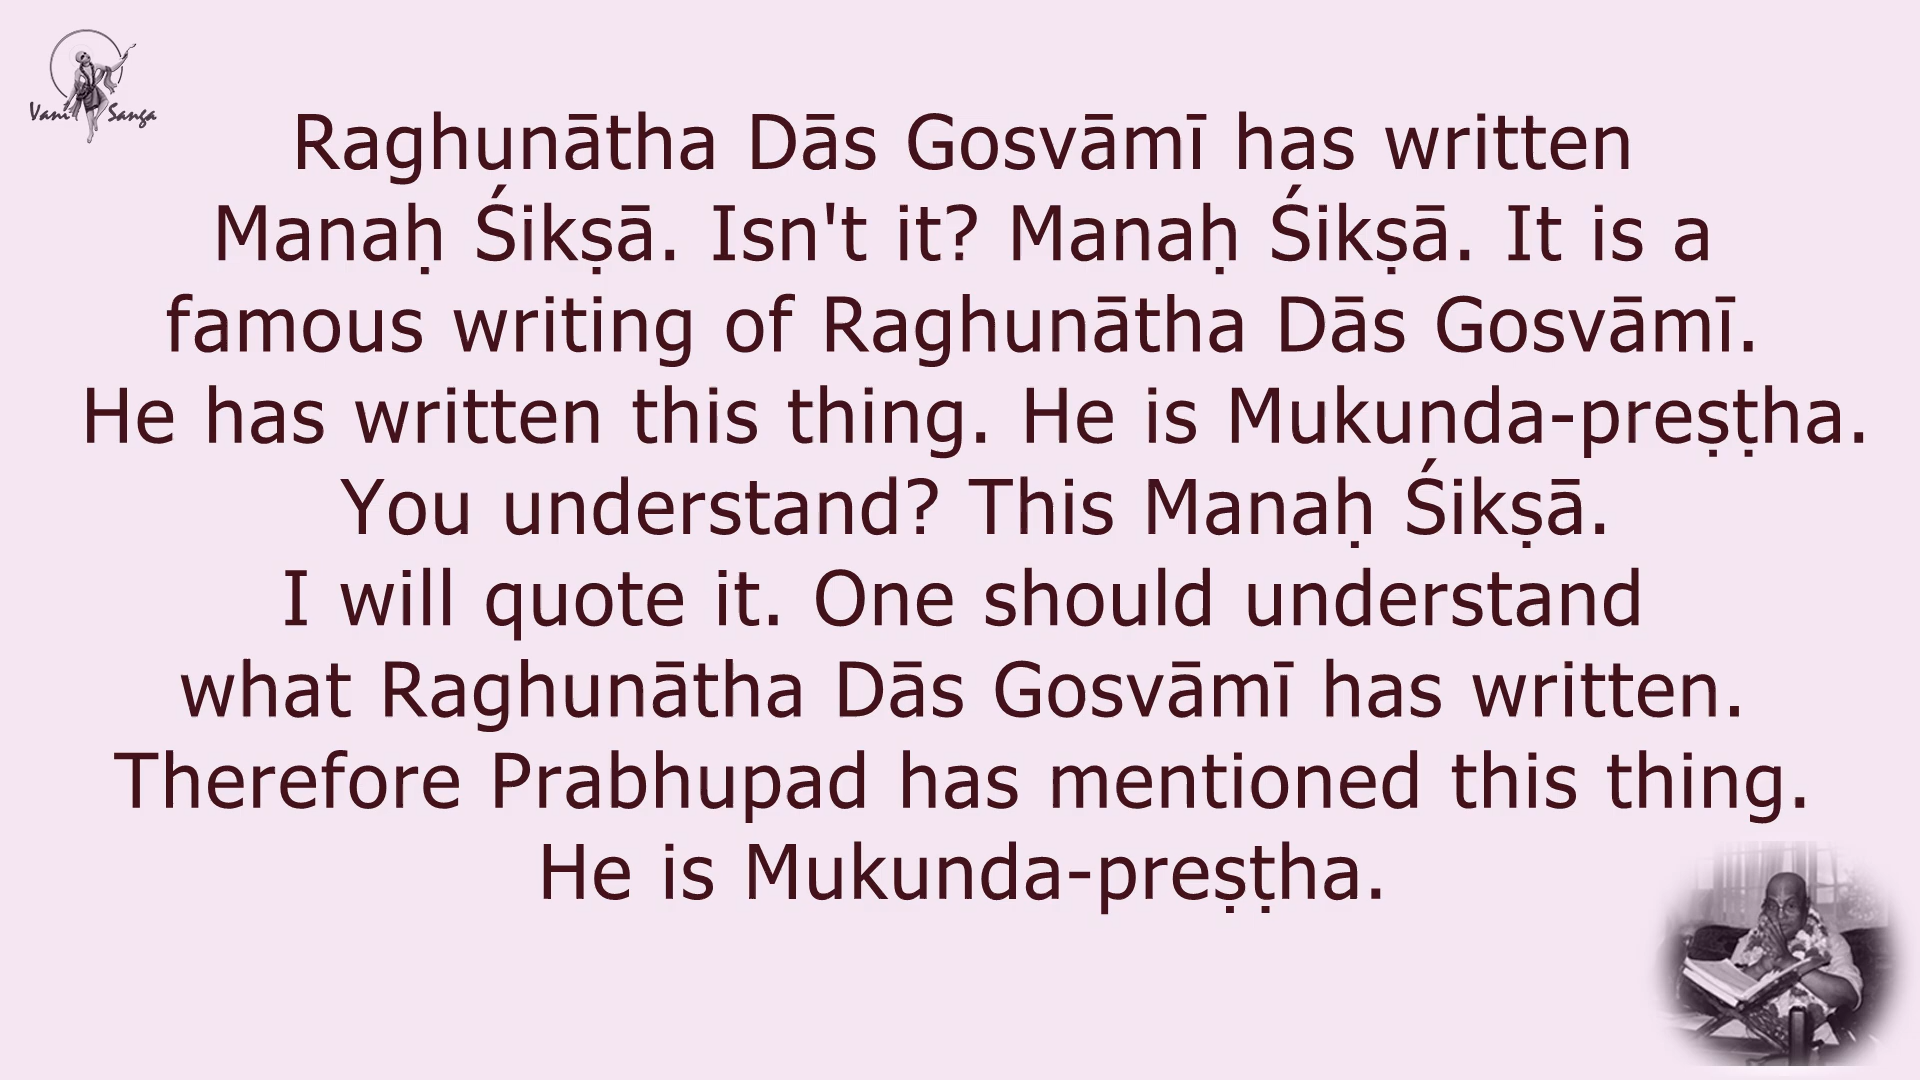 Vani Sanga
Raghunātha Dās Gosvāmī has written
Manaḥ Śikṣā. Isn't it? Manaḥ Śikṣā. It is a
famous writing of Raghunātha Dās Gosvāmī.
He has written this thing. He is Mukunda-preṣṭha.
You understand? This Manaḥ Śikṣā.
I will quote it. One should understand
what Raghunātha Dās Gosvāmī has written.
Therefore Prabhupad has mentioned this thing.
He is Mukunda-preṣṭha.